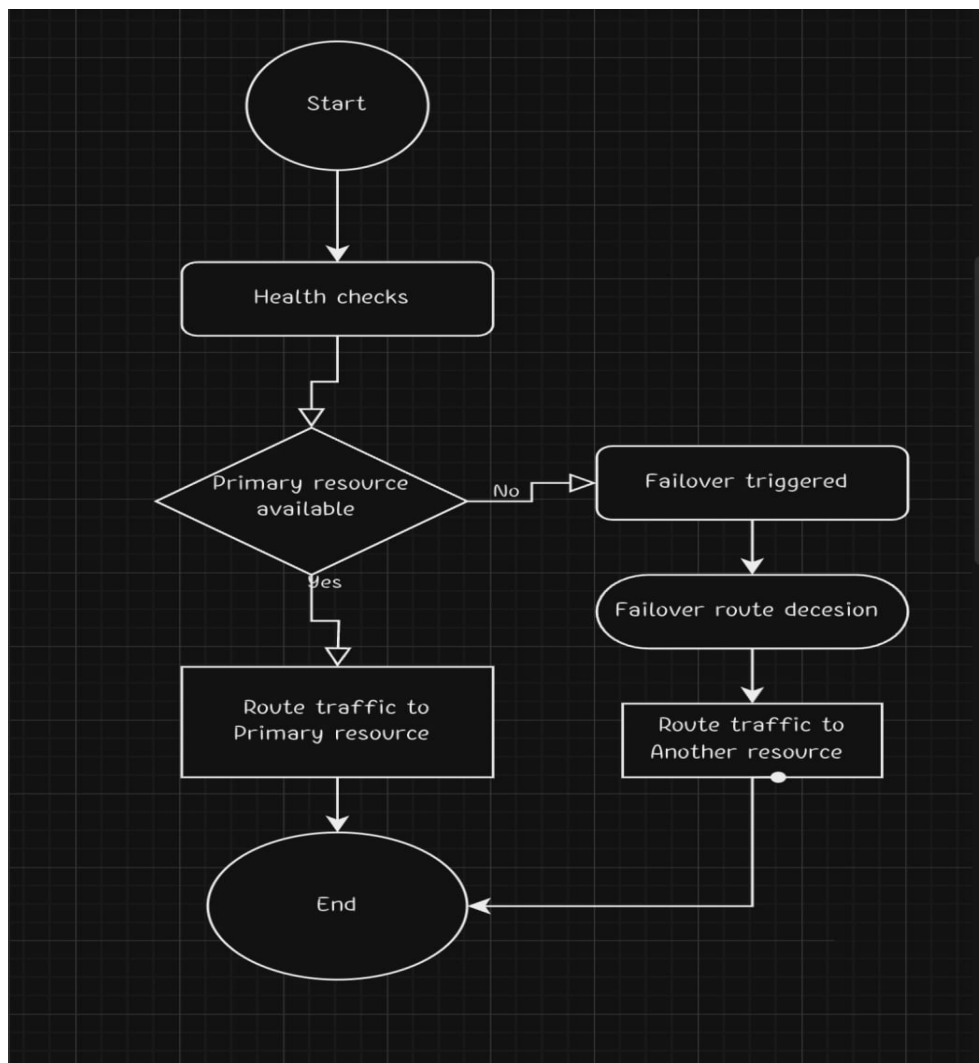 Start
Health checks
Primary resource
available
No
Failover triggered
Yes
Failover route decesion
Route traffic to
Primary resource
Route traffic to
Another resource
End